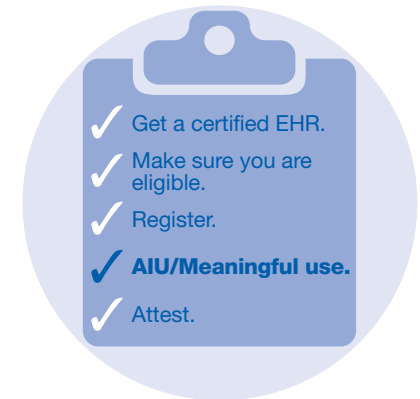 Get a certified EHR.
Make sure you are
eligible.
Register.
AIU/Meaningful use.
Attest.